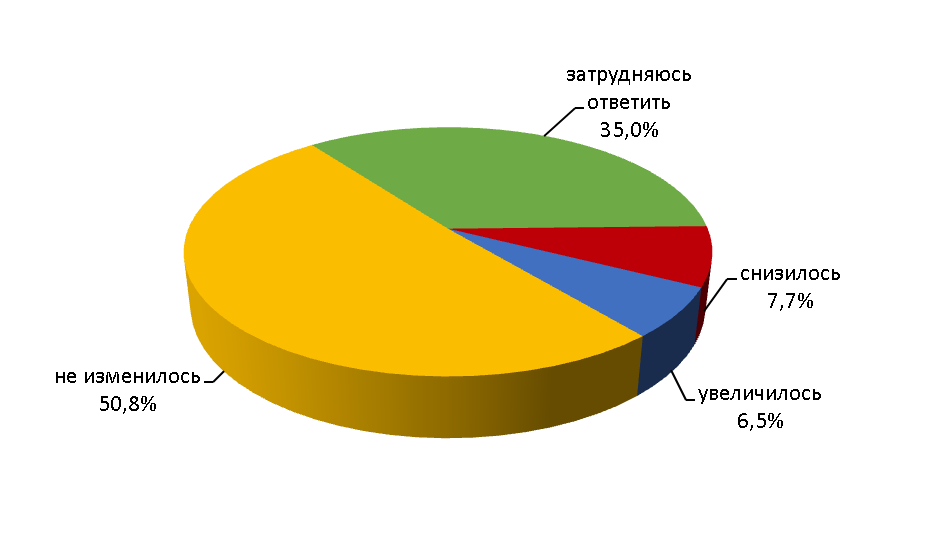 затрудняюсь
ответить
35,0%
снизилось
7,7%
не изменилось
50,8%
увеличилось
6,5%